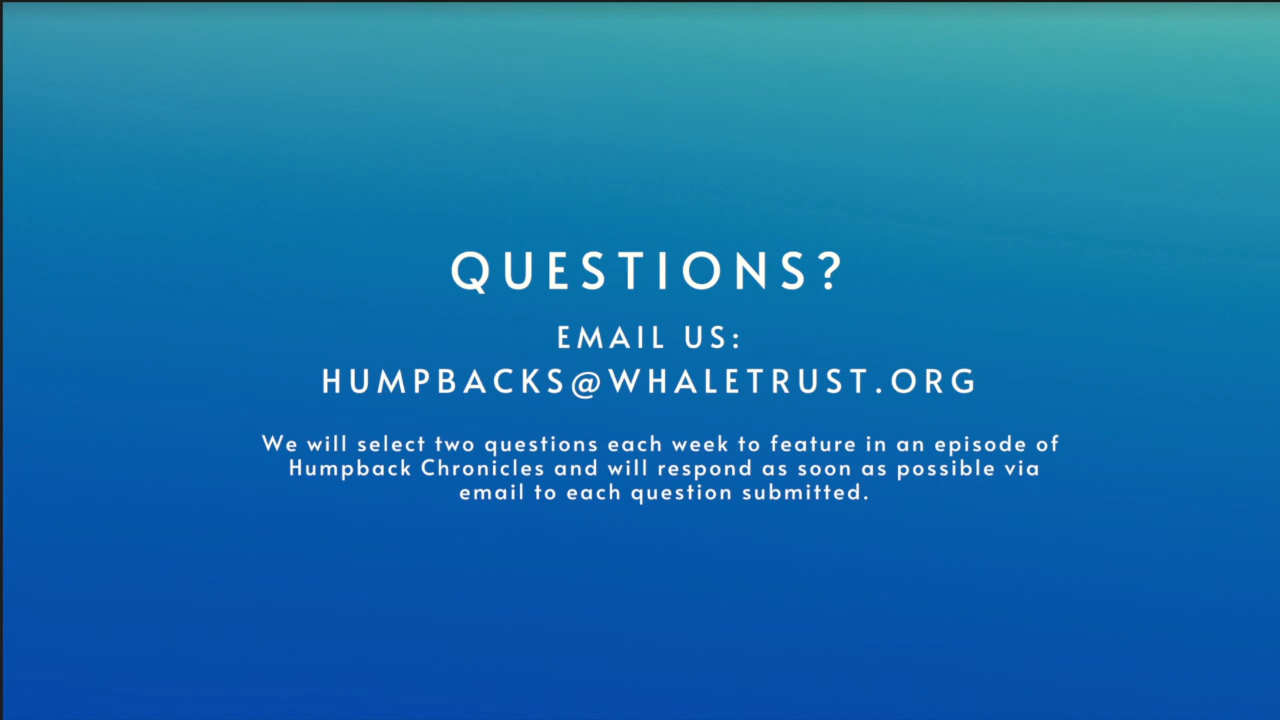 QUESTIONS?
EMAIL US:
HUMPBACKS@WHALETRUST.ORG
We will select two questions each week to feature in an episode of
Humpback Chronicles and will respond as soon as possible via
email to each question submitted.